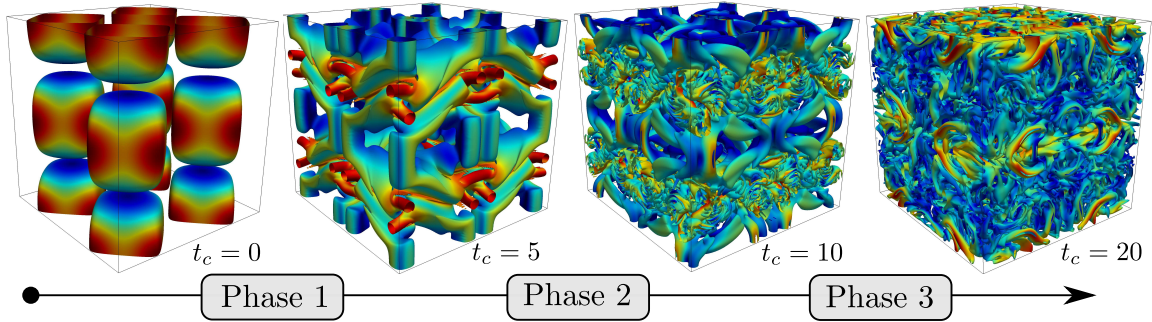 t_c = 0
t_c = 5
t_c = 10
t_c = 20
Phase 1
Phase 2
Phase 3